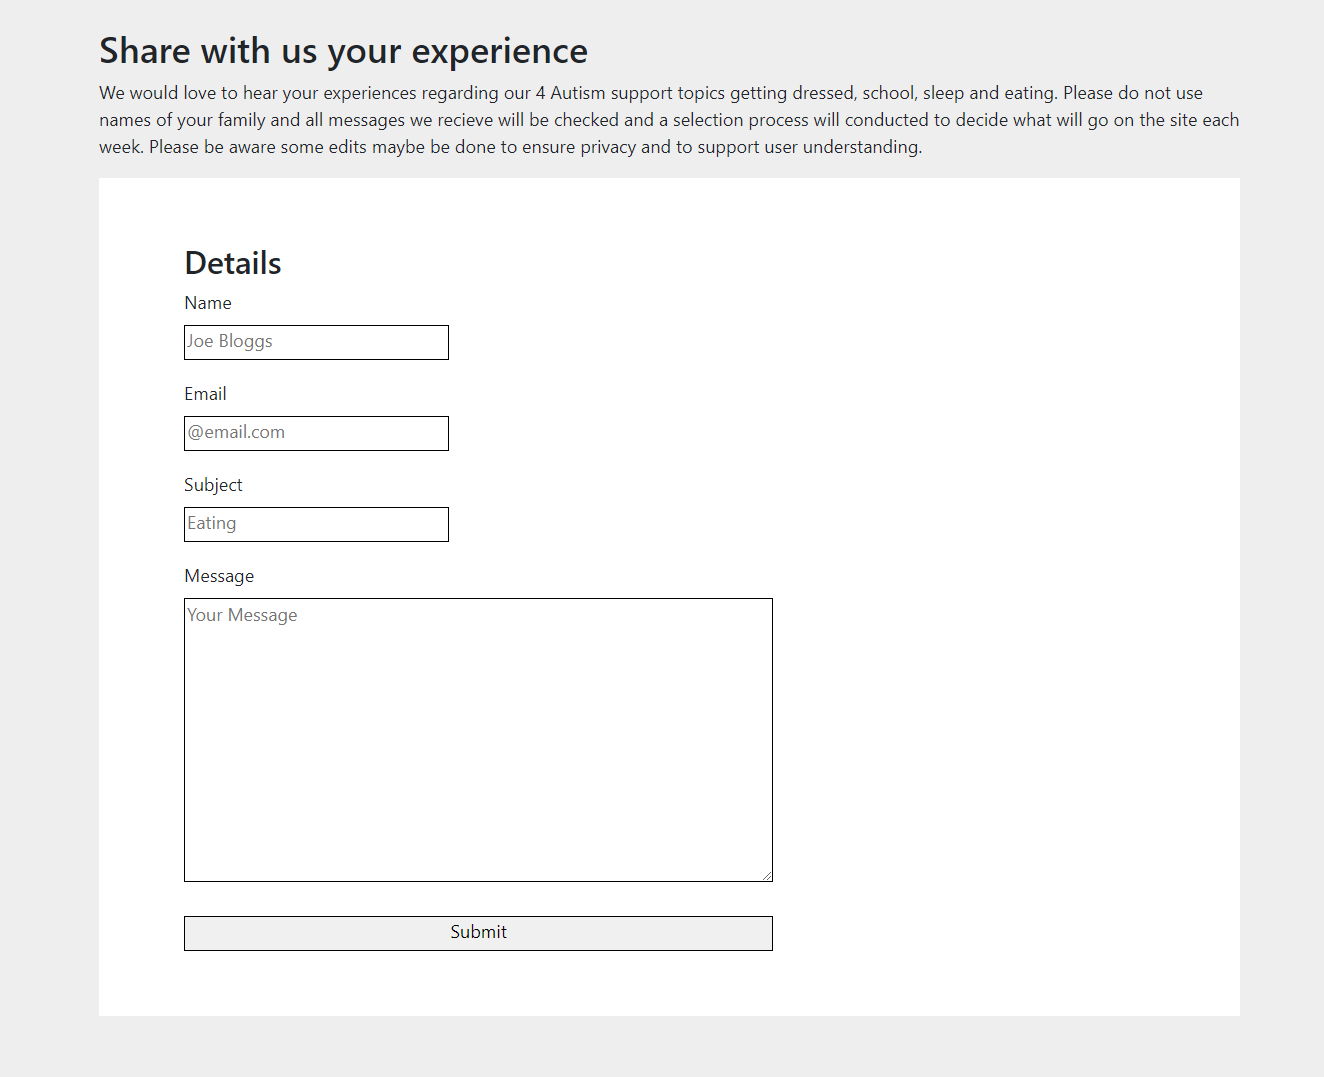 Share with us your experience
We would love to hear your experiences regarding our 4 Autism support topics getting dressed, school, sleep and eating. Please do not use
names of your family and all messages we recieve will be checked and a selection process will conducted to decide what will go on the site each
week. Please be aware some edits maybe be done to ensure privacy and to support user understanding.
Details
Name
Joe Bloggs
Email
@email.com
Subject
Eating
Message
Your Message
Submit